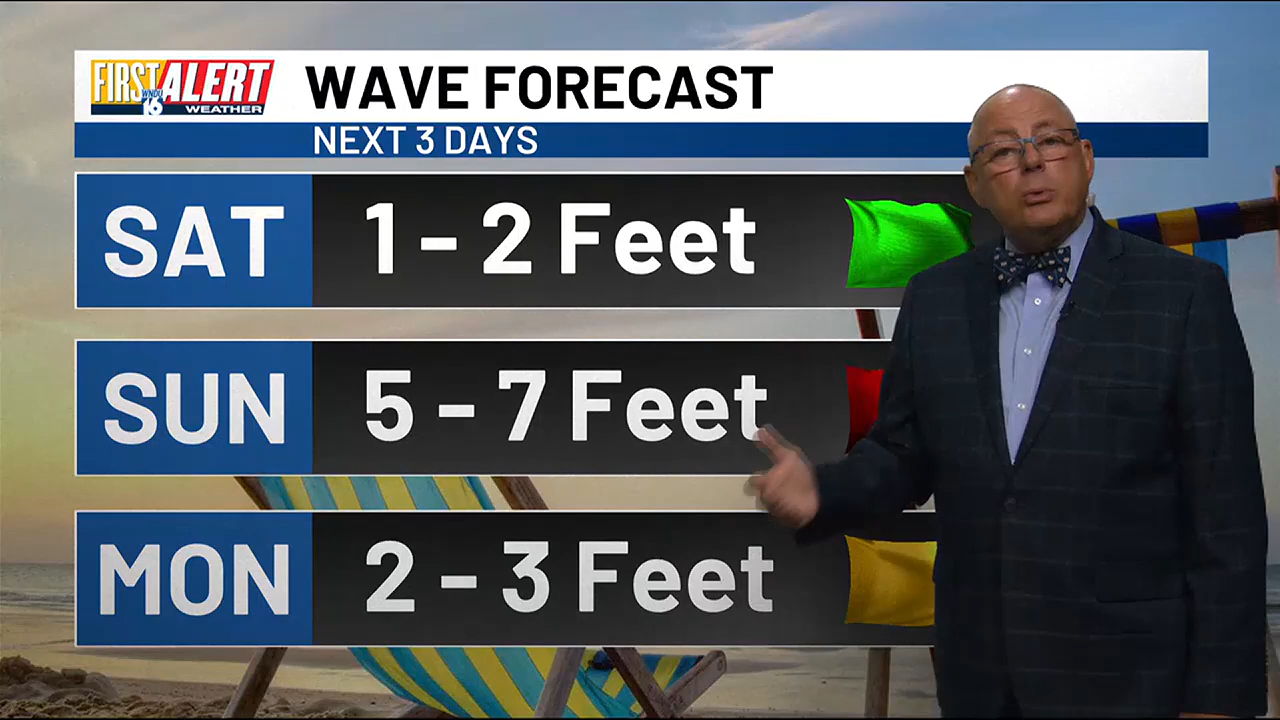 FIRST ALERT
WNDU
16
WEATHER
WAVE FORECAST
NEXT 3 DAYS
SAT
1 - 2 Feet
SUN
5 - 7 Feet
MON
2 - 3 Feet